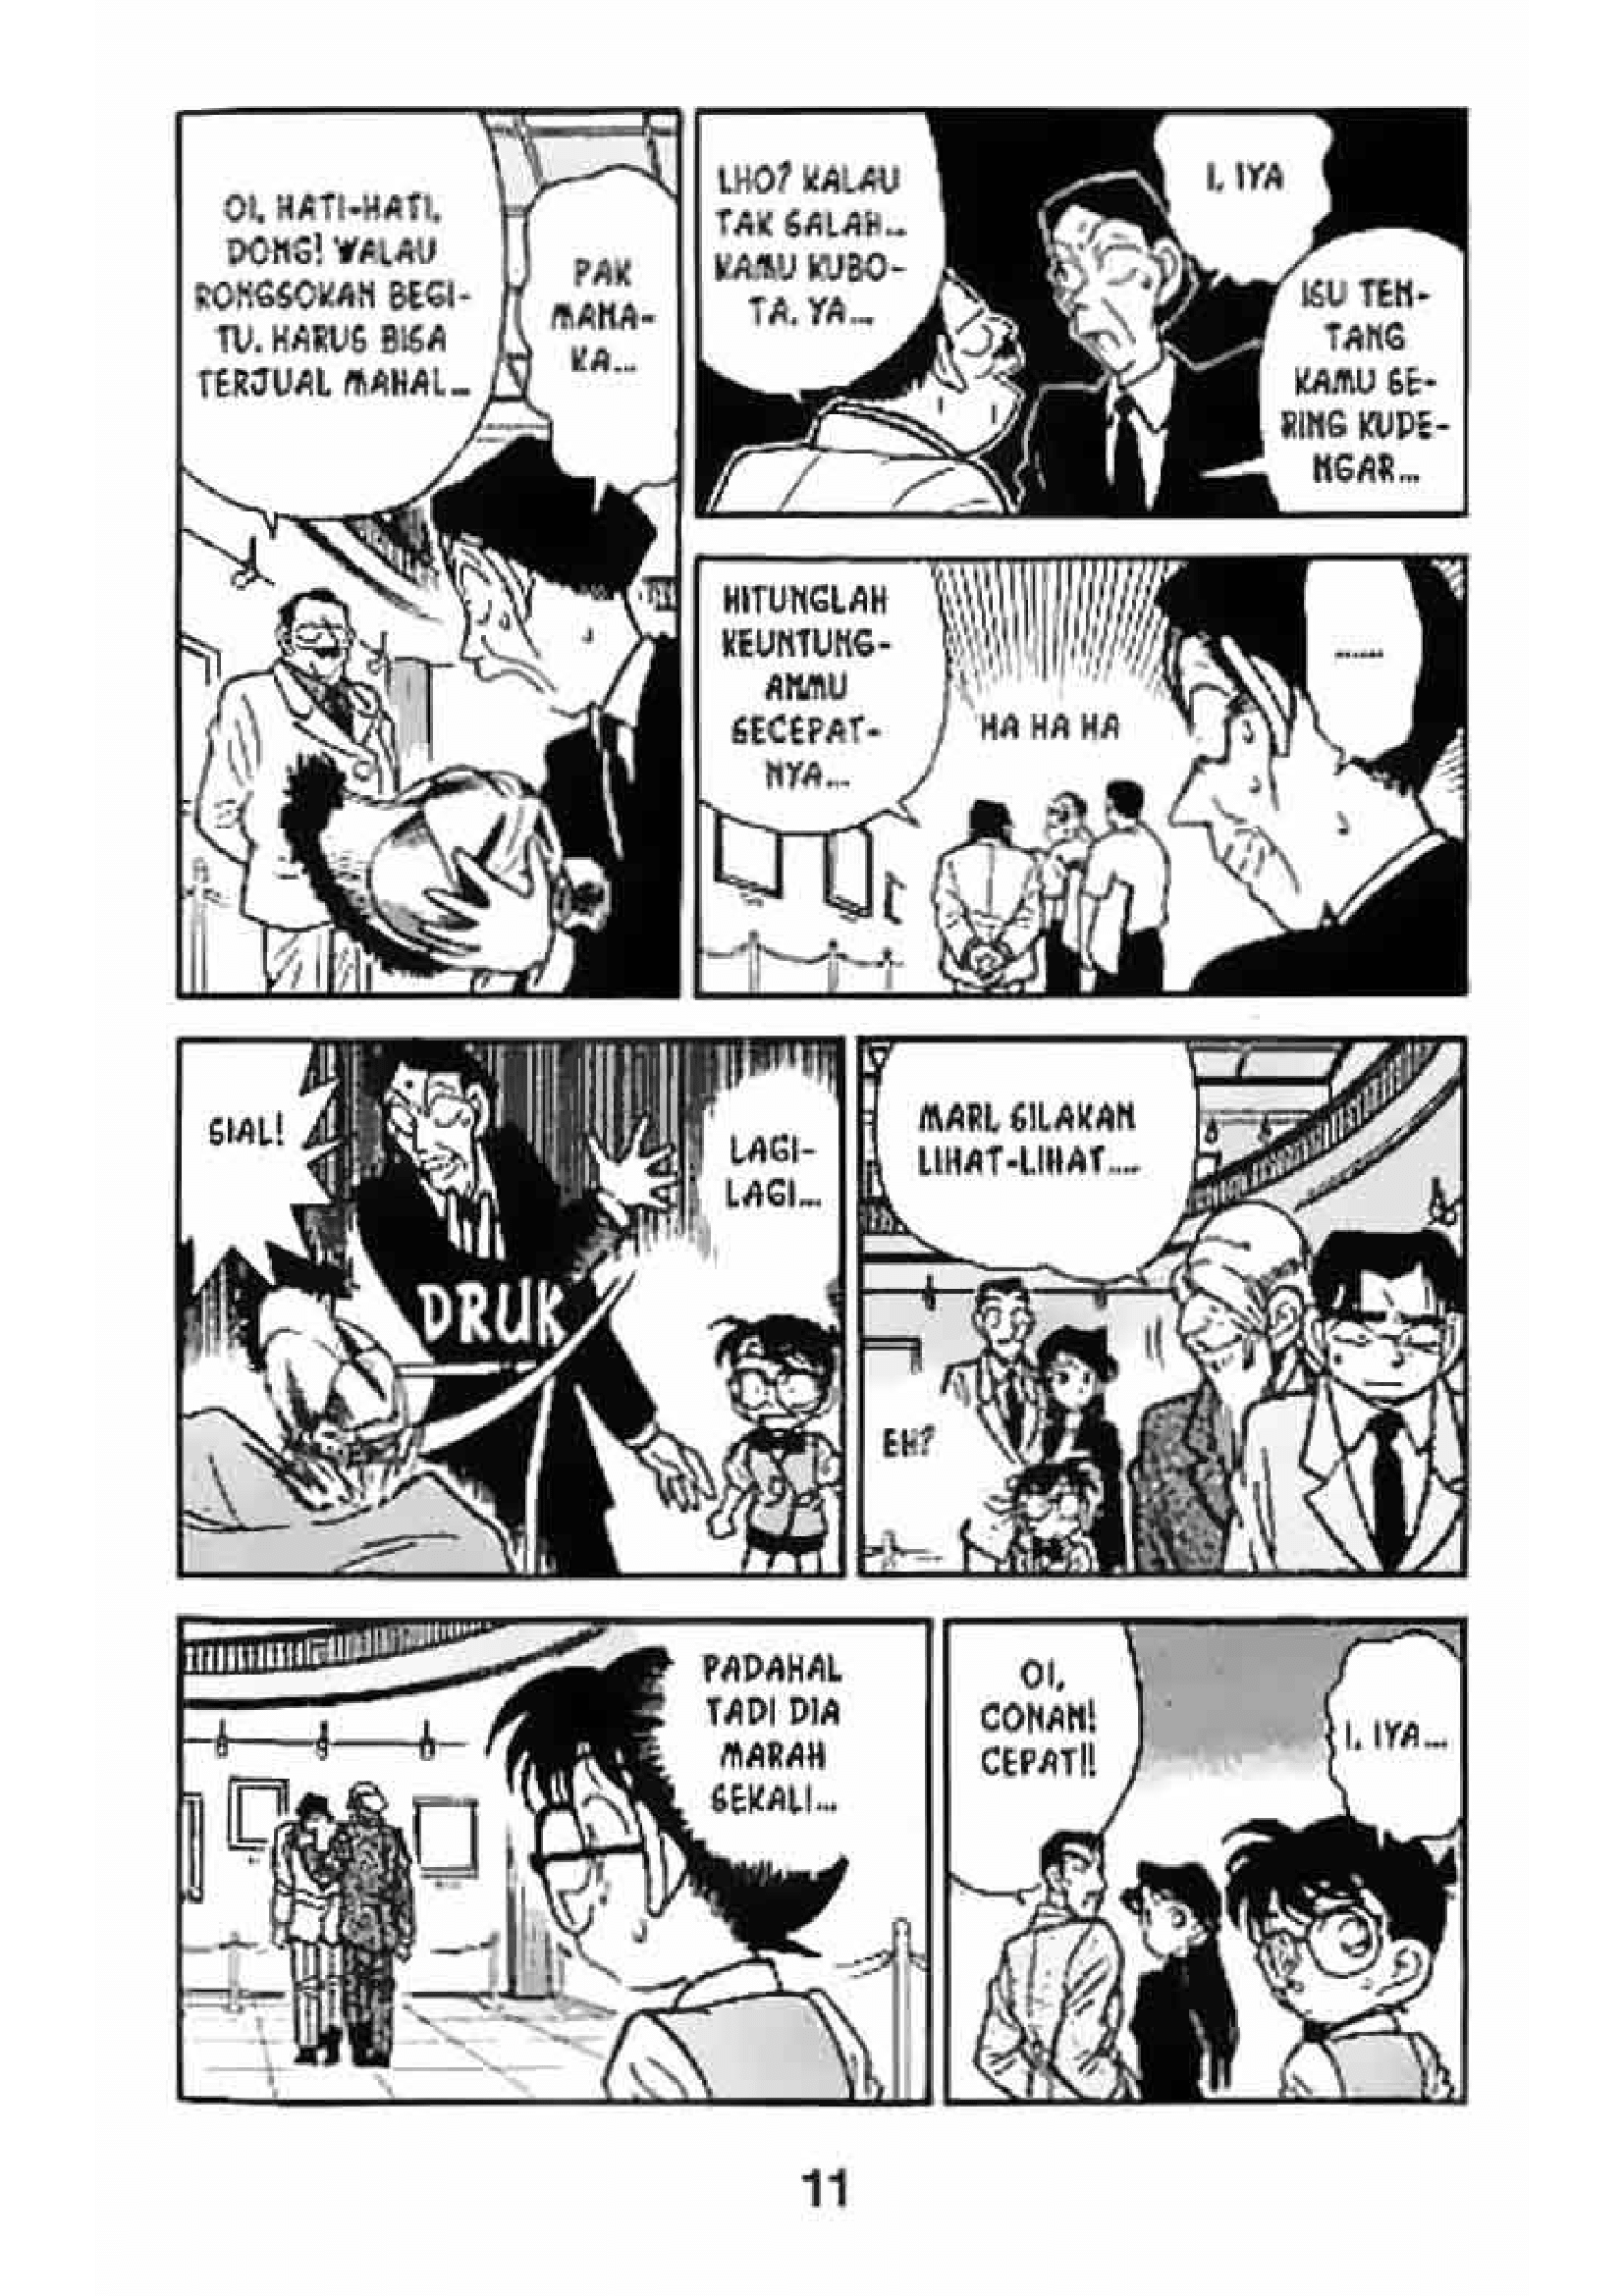 OI, HATI-HATI,
DONG! WALAU
RONGSOKAN BEGI-
TU, HARUS BISA
TERJUAL MAHAL...
PAK
MANA-
KA...
LHO? KALAU
TAK SALAH...
KAMU KUBO-
TA, YA...
I, IYA
ISU TEN-
TANG
KAMU SE-
RING KUDE-
NGAR...
HITUNGLAH
KEUNTUNG-
ANMU
SECEPAT-
NYA...
HA HA HA
......
SIAL!
DRUK
LAGI-
LAGI...
MARI, SILAKAN
LIHAT-LIHAT....
EH?
PADAHAL
TADI DIA
MARAH
SEKALI...
OI,
CONAN!
CEPAT!!
I, IYA...
11